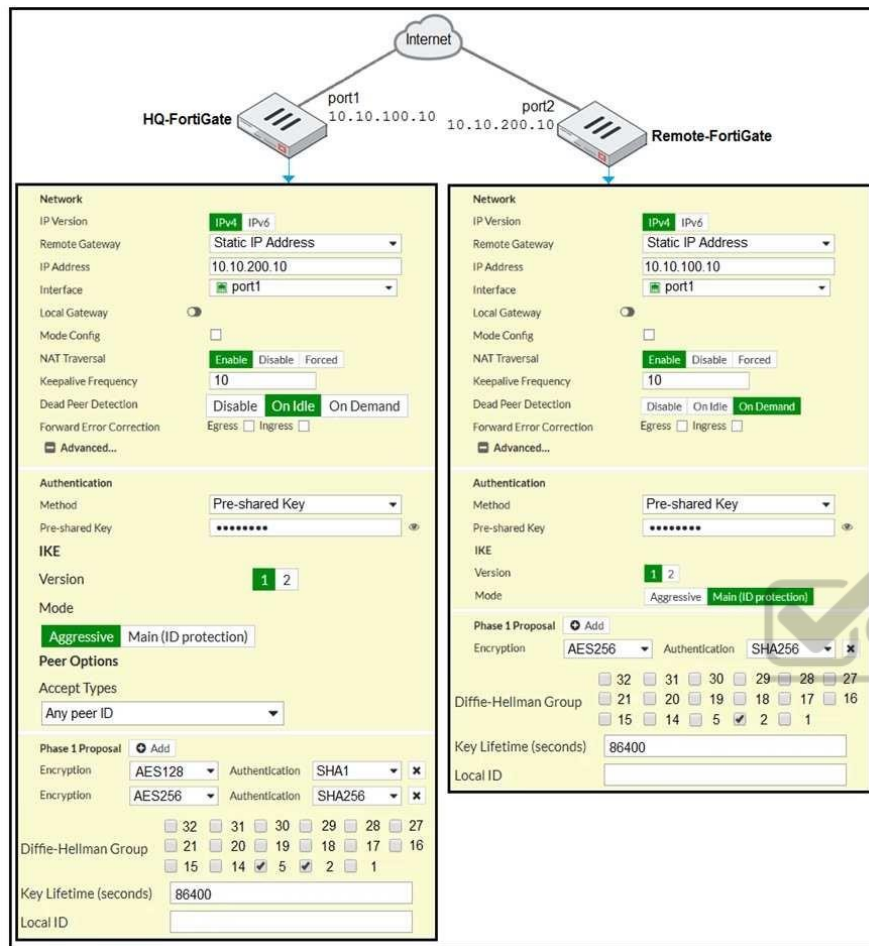 Internet
port1
HQ-FortiGate
10.10.100.10
port2
10.10.200.10
Remote-FortiGate
Network
IP Version IPv4 IPv6
Remote Gateway Static IP Address
IP Address 10.10.200.10
Interface port1
Local Gateway
Mode Config
NAT Traversal Enable Disable Forced
Keepalive Frequency 10
Dead Peer Detection Disable On Idle On Demand
Forward Error Correction Egress Ingress
Advanced...
Authentication
Method Pre-shared Key
Pre-shared Key ••••••••
IKE
Version 1 2
Mode
Aggressive Main (ID protection)
Peer Options
Accept Types
Any peer ID
Phase 1 Proposal Add
Encryption AES128 Authentication SHA1
Encryption AES256 Authentication SHA256
32 31 30 29 28 27
Diffie-Hellman Group 21 20 19 18 17 16
15 14 5 2 1
Key Lifetime (seconds) 86400
Local ID
Network
IP Version IPv4 IPv6
Remote Gateway Static IP Address
IP Address 10.10.100.10
Interface port1
Local Gateway
Mode Config
NAT Traversal Enable Disable Forced
Keepalive Frequency 10
Dead Peer Detection Disable On Idle On Demand
Forward Error Correction Egress Ingress
Advanced...
Authentication
Method Pre-shared Key
Pre-shared Key ••••••••
IKE
Version 1 2
Mode Aggressive Main (ID protection)
Phase 1 Proposal Add
Encryption AES256 Authentication SHA256
32 31 30 29 28 27
Diffie-Hellman Group 21 20 19 18 17 16
15 14 5 2 1
Key Lifetime (seconds) 86400
Local ID